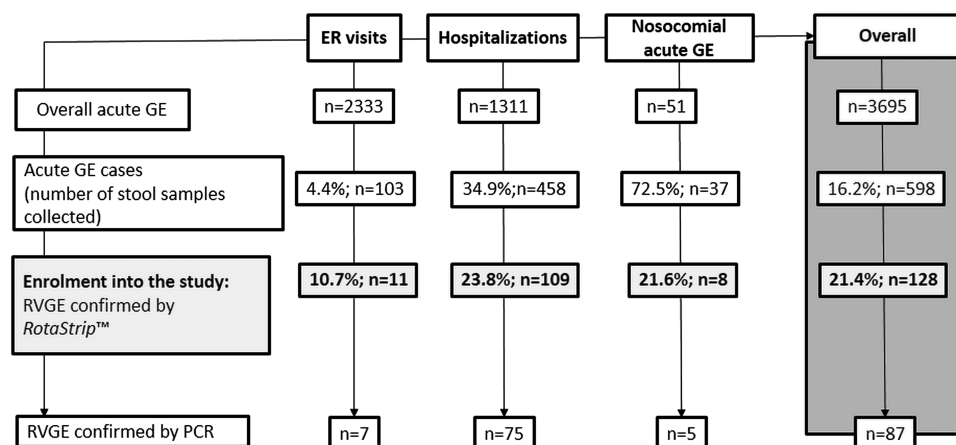 ER visits
Hospitalizations
Nosocomial
acute GE
Overall
Overall acute GE
n=2333
n=1311
n=51
n=3695
Acute GE cases
(number of stool samples
collected)
4.4%; n=103
34.9%;n=458
72.5%; n=37
16.2%; n=598
Enrolment into the study:
RVGE confirmed by
RotaStrip™
10.7%; n=11
23.8%; n=109
21.6%; n=8
21.4%; n=128
RVGE confirmed by PCR
n=7
n=75
n=5
n=87